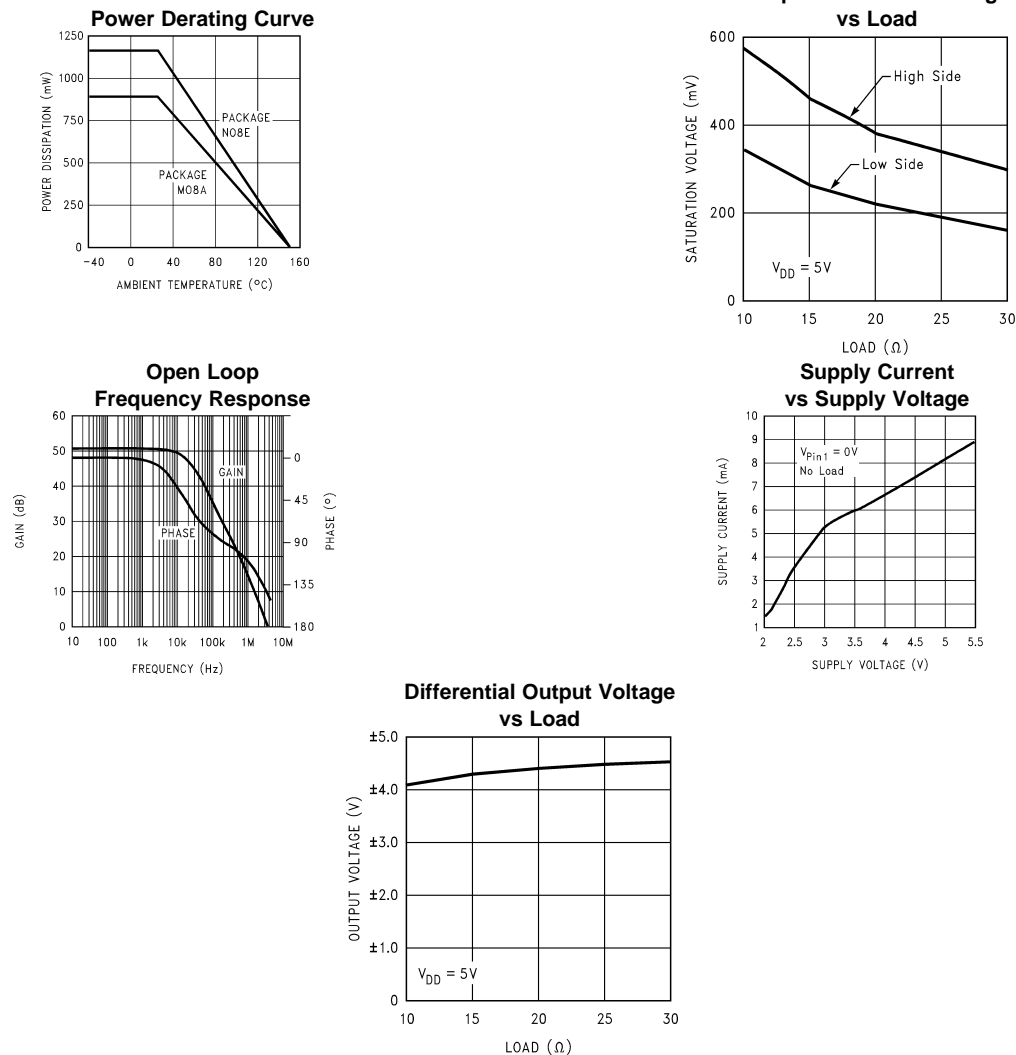 Power Derating Curve
1250
1000
750
500
250
0
POWER DISSIPATION (mW)
PACKAGE
N08E
PACKAGE
M08A
-40 0 40 80 120 160
AMBIENT TEMPERATURE (°C)
vs Load
600
400
200
0
SATURATION VOLTAGE (mV)
High Side
Low Side
VDD = 5V
10 15 20 25 30
LOAD (Ω)
Open Loop
Frequency Response
60
50
40
30
20
10
0
GAIN (dB)
GAIN
PHASE
0
45
90
135
180
PHASE (°)
10 100 1k 10k 100k 1M 10M
FREQUENCY (Hz)
Supply Current
vs Supply Voltage
10
9
8
7
6
5
4
3
2
1
SUPPLY CURRENT (mA)
VPin1 = 0V
No Load
2 2.5 3 3.5 4 4.5 5 5.5
SUPPLY VOLTAGE (V)
Differential Output Voltage
vs Load
±5.0
±4.0
±3.0
±2.0
±1.0
0
OUTPUT VOLTAGE (V)
VDD = 5V
10 15 20 25 30
LOAD (Ω)